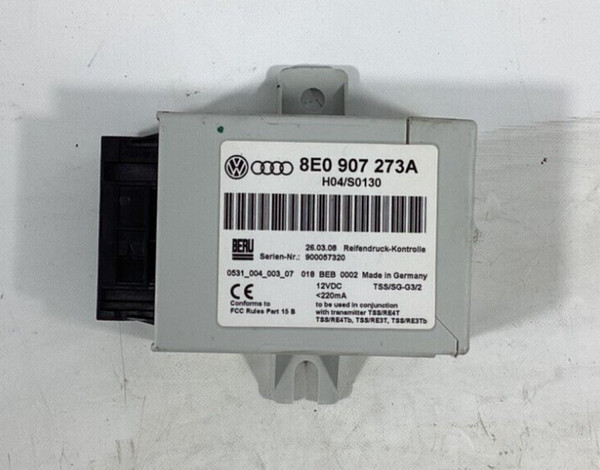 8E0 907 273A
H04/S0130
BERU
26.03.08 Reifendruck-Kontrolle
Serien-Nr.: 900057320
0531_004_003_07 018 BEB 0002 Made in Germany
CE 12VDC TSS/SG-G3/2
<220mA
Conforms to to be used in conjunction
FCC Rules Part 15 B with transmitter TSS/RE4T
TSS/RE4Tb, TSS/RE3T, TSS/RE3Tb